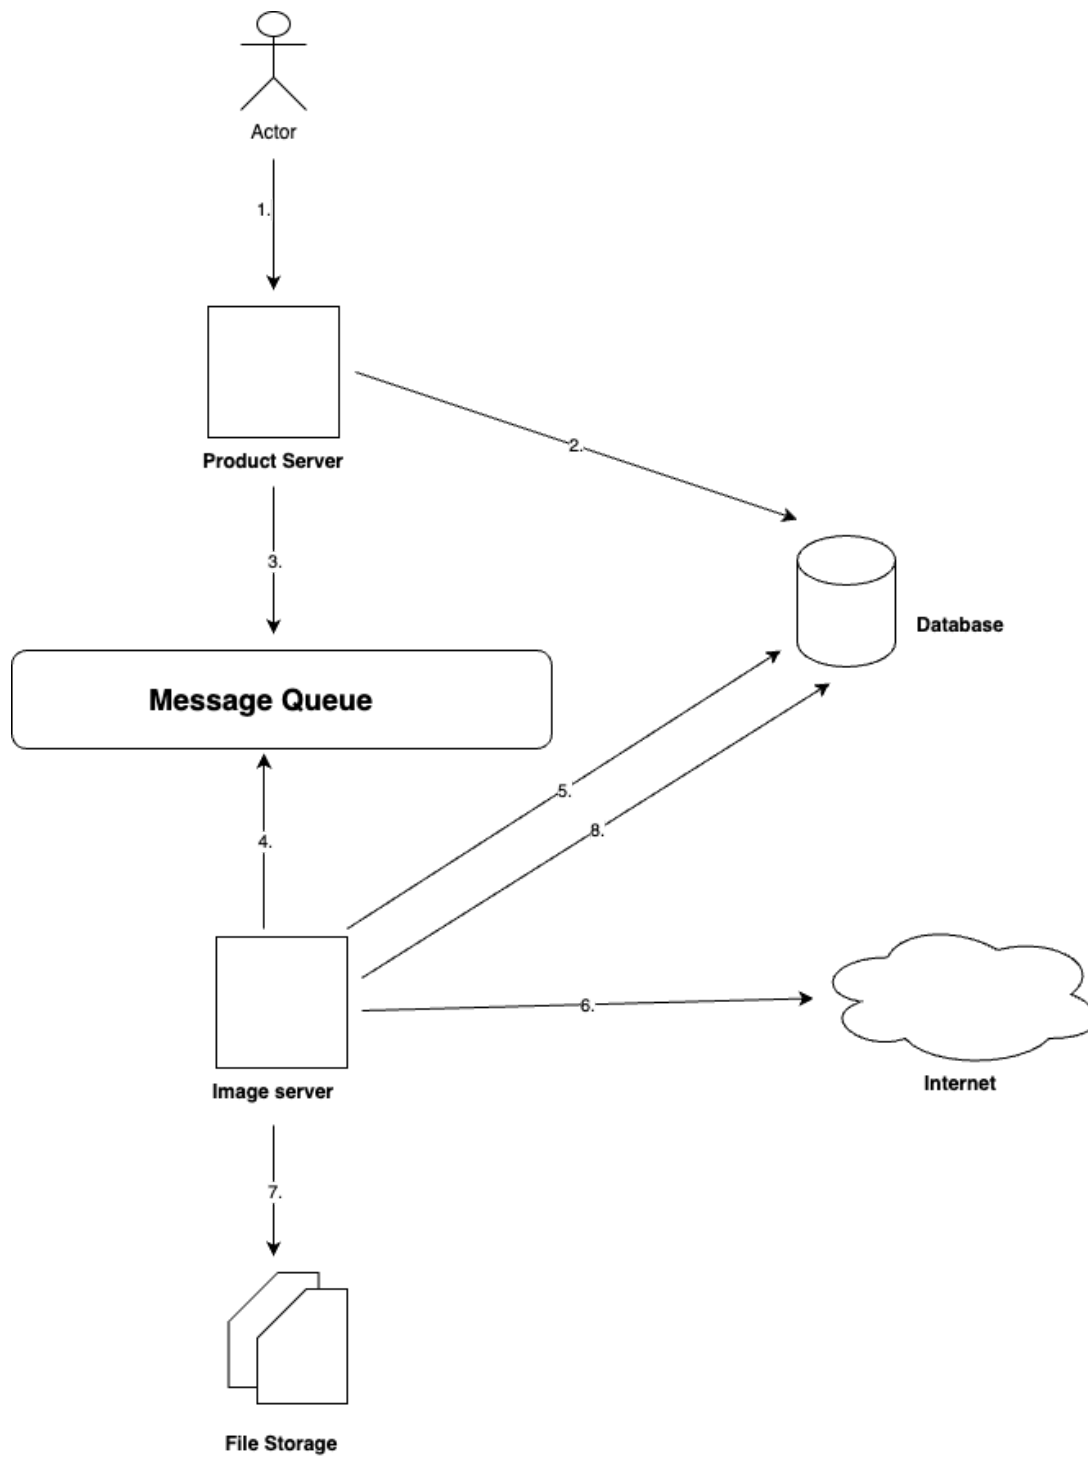 Actor
1.
Product Server
2.
3.
Database
Message Queue
5.
8.
4.
6.
Image server
Internet
7.
File Storage